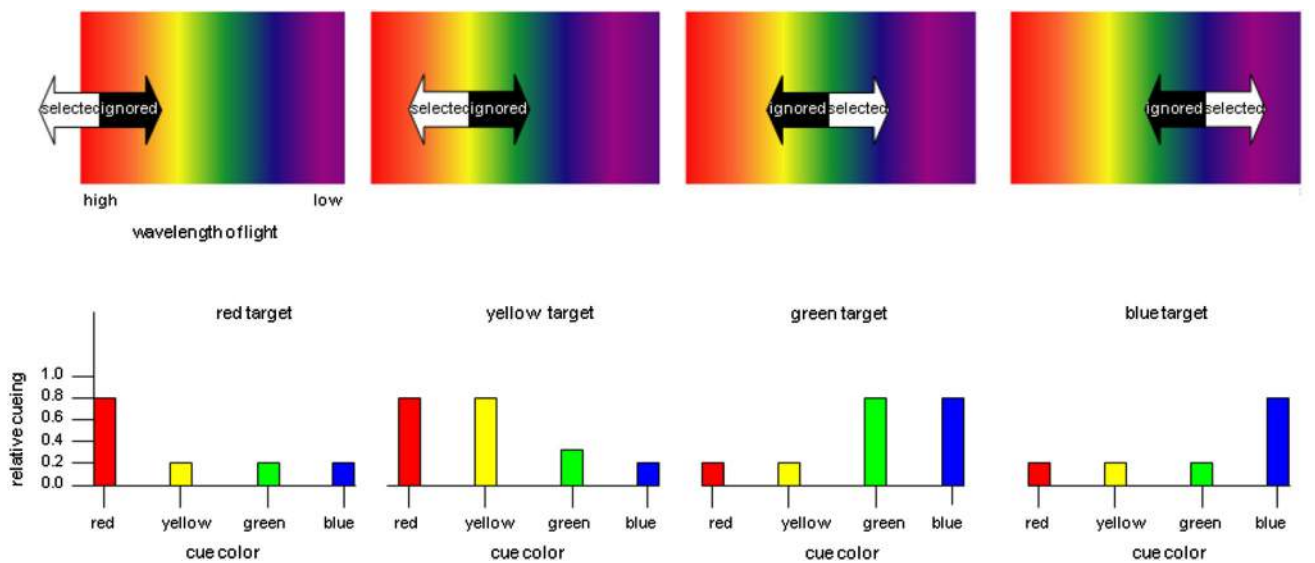 selected ignored
selected ignored
ignored selected
ignored selected
high low
wavelength of light
red target
yellow target
green target
blue target
relative cueing
1.0
0.8
0.6
0.4
0.2
0.0
red yellow green blue
cue color
red yellow green blue
cue color
red yellow green blue
cue color
red yellow green blue
cue color